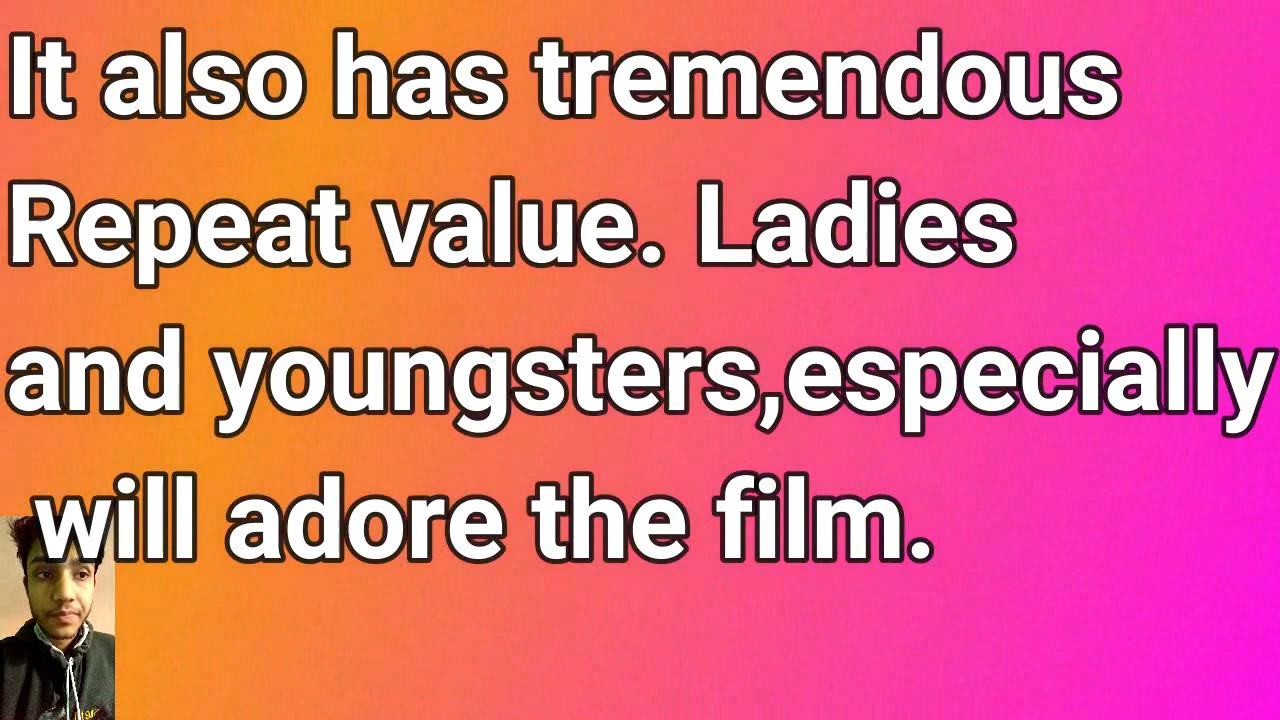 It also has tremendous
Repeat value. Ladies
and youngsters,especially
will adore the film.